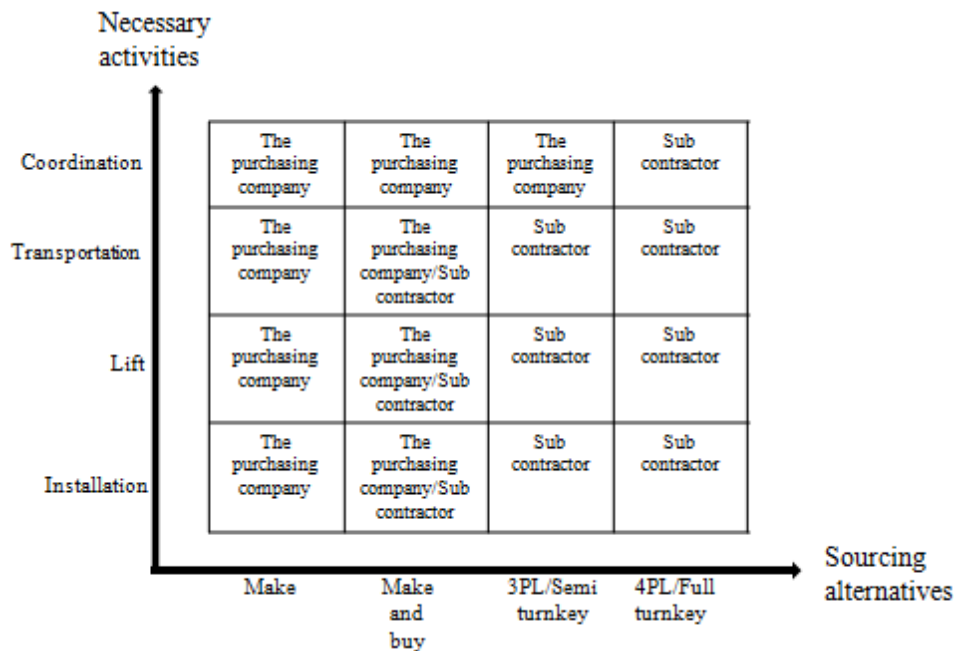 Necessary
activities
Coordination
The
purchasing
company
The
purchasing
company
The
purchasing
company
Sub
contractor
Transportation
The
purchasing
company
The
purchasing
company/Sub
contractor
Sub
contractor
Sub
contractor
Lift
The
purchasing
company
The
purchasing
company/Sub
contractor
Sub
contractor
Sub
contractor
Installation
The
purchasing
company
The
purchasing
company/Sub
contractor
Sub
contractor
Sub
contractor
Make
Make
and
buy
3PL/Semi
turnkey
4PL/Full
turnkey
Sourcing
alternatives